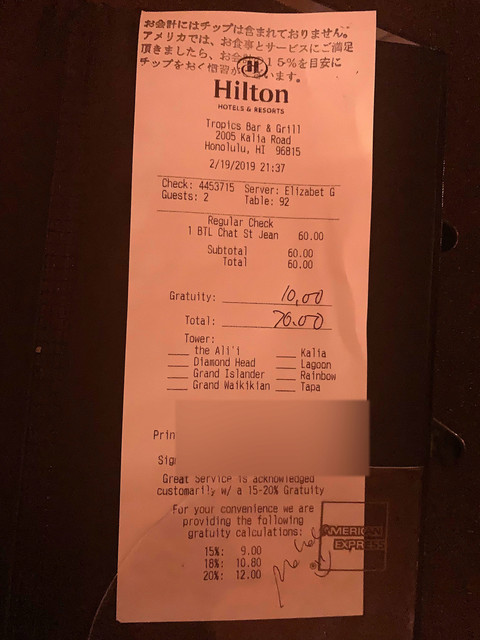 お会計にはチップは含まれておりません。
アメリカでは、お食事とサービスにご満足
頂きましたら、お会計 15%を目安に
チップをおく習慣が います。
H
Hilton
HOTELS & RESORTS
Tropics Bar & Grill
2005 Kalia Road
Honolulu, HI 96815
2/19/2019 21:37
Check: 4453715 Server: Elizabet G
Guests: 2 Table: 92
Regular Check
1 BTL Chat St Jean 60.00
Subtotal 60.00
Total 60.00
Gratuity: 10,00
Total: 70.00
Tower:
the Ali'i Kalia
Diamond Head Lagoon
Grand Islander Rainbow
Grand Waikikian Tapa
Prin
Sig
Great Service is acknowledged
customarily w/ a 15-20% Gratuity
For your convenience we are
providing the following
gratuity calculations:
15%: 9.00
18%: 10.80
20%: 12.00
AMERICAN
EXPRESS